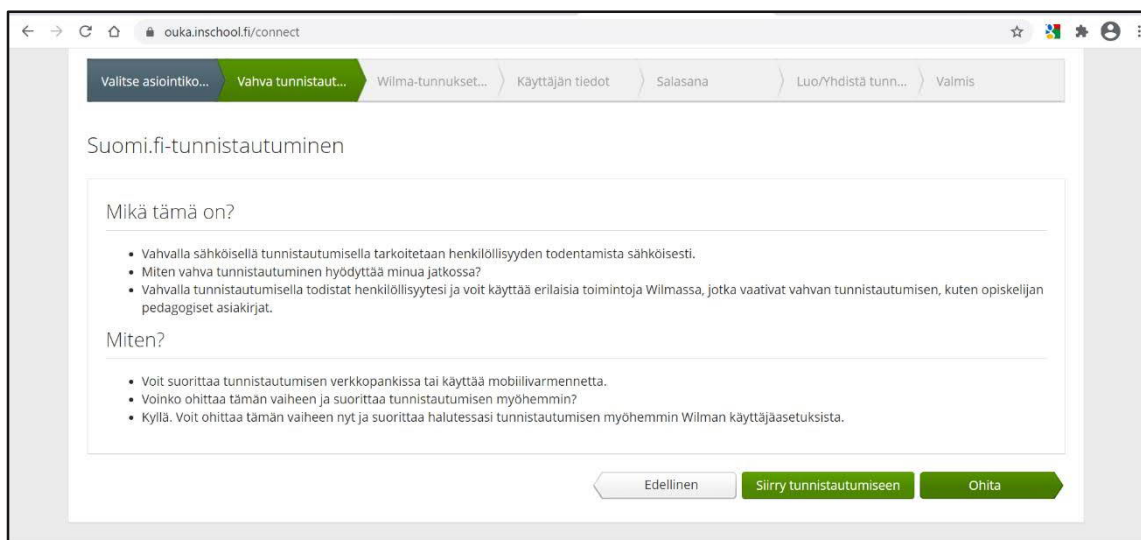 ouka.inschool.fi/connect
Valitse asiointiko... Vahva tunnistaut... Wilma-tunnukset... Käyttäjän tiedot Salasana Luo/Yhdistä tunn... Valmis
Suomi.fi-tunnistautuminen
Mikä tämä on?
• Vahvalla sähköisellä tunnistautumisella tarkoitetaan henkilöllisyyden todentamista sähköisesti.
• Miten vahva tunnistautuminen hyödyttää minua jatkossa?
• Vahvalla tunnistautumisella todistat henkilöllisyytesi ja voit käyttää erilaisia toimintoja Wilmassa, jotka vaativat vahvan tunnistautumisen, kuten opiskelijan
pedagogiset asiakirjat.
Miten?
• Voit suorittaa tunnistautumisen verkkopankissa tai käyttää mobiilivarmennetta.
• Voinko ohittaa tämän vaiheen ja suorittaa tunnistautumisen myöhemmin?
• Kyllä. Voit ohittaa tämän vaiheen nyt ja suorittaa halutessasi tunnistautumisen myöhemmin Wilman käyttäjäasetuksista.
Edellinen Siirry tunnistautumiseen Ohita